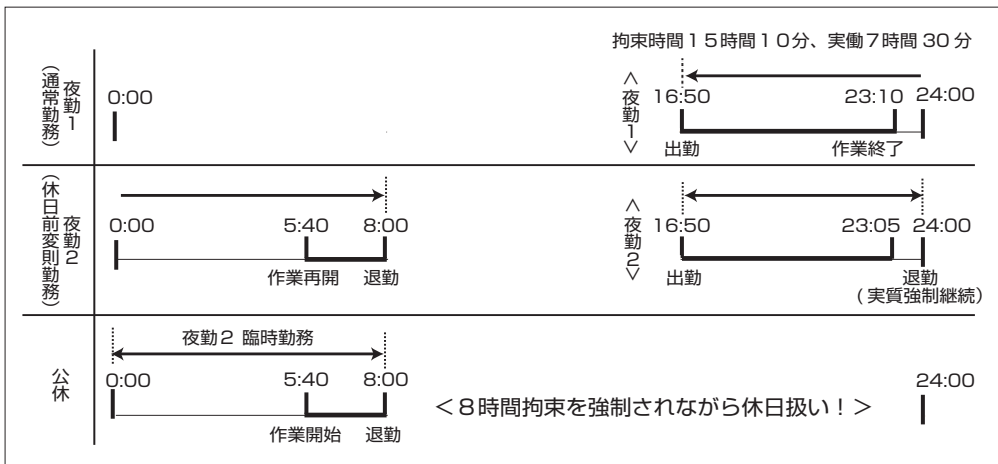 拘束時間15時間10分、実働7時間30分
夜勤1
(通常勤務)
0:00
<夜勤1>
16:50
23:10
24:00
出勤
作業終了
夜勤2
(休日前変則勤務)
0:00
5:40
8:00
作業再開
退勤
<夜勤2>
16:50
23:05
24:00
出勤
退勤
(実質強制継続)
公休
夜勤2 臨時勤務
0:00
5:40
8:00
作業開始
退勤
<8時間拘束を強制されながら休日扱い!>
24:00